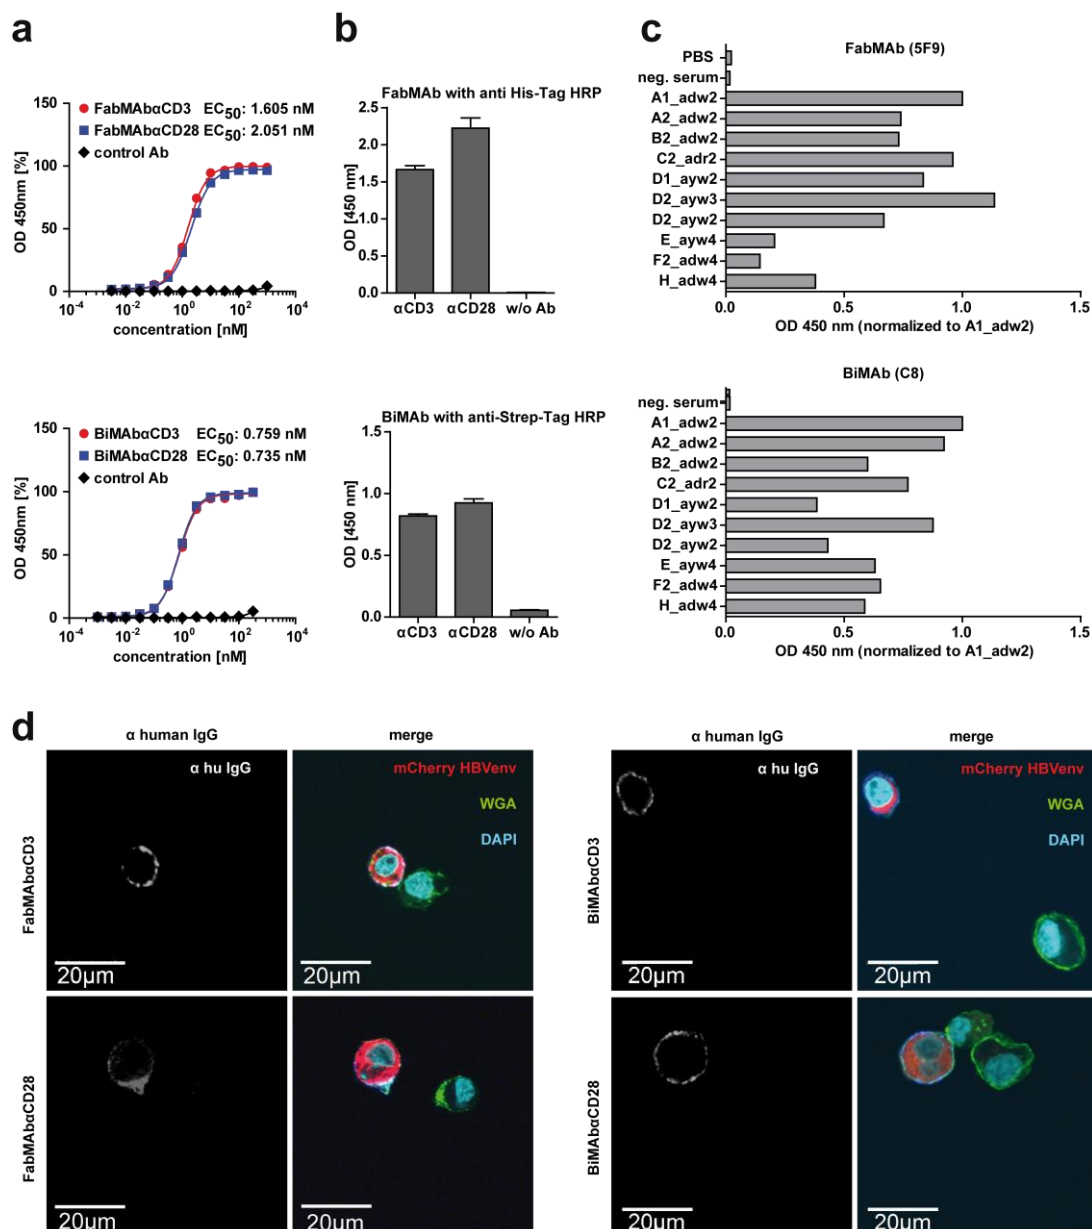 a
150
100
50
0
OD 450nm [%]
FabMAbαCD3 EC50: 1.605 nM
FabMAbαCD28 EC50: 2.051 nM
control Ab
10-4 10-2 100 102 104
concentration [nM]
150
100
50
0
OD 450nm [%]
BiMAbαCD3 EC50: 0.759 nM
BiMAbαCD28 EC50: 0.735 nM
control Ab
10-4 10-2 100 102 104
concentration [nM]
b
FabMAb with anti His-Tag HRP
2.5
2.0
1.5
1.0
0.5
0.0
OD [450 nm]
αCD3 αCD28 w/o Ab
BiMAb with anti-Strep-Tag HRP
1.5
1.0
0.5
0.0
OD [450 nm]
αCD3 αCD28 w/o Ab
c
FabMAb (5F9)
PBS
neg. serum
A1_adw2
A2_adw2
B2_adw2
C2_adr2
D1_ayw2
D2_ayw3
D2_ayw2
E_ayw4
F2_adw4
H_adw4
0.0 0.5 1.0 1.5
OD 450 nm (normalized to A1_adw2)
BiMAb (C8)
neg. serum
A1_adw2
A2_adw2
B2_adw2
C2_adr2
D1_ayw2
D2_ayw3
D2_ayw2
E_ayw4
F2_adw4
H_adw4
0.0 0.5 1.0 1.5
OD 450 nm (normalized to A1_adw2)
d
α human IgG merge
FabMAbαCD3
α hu IgG
20µm
mCherry HBVenv
WGA
DAPI
20µm
FabMAbαCD28
20µm
20µm
α human IgG merge
BiMAbαCD3
α hu IgG
20µm
mCherry HBVenv
WGA
DAPI
20µm
BiMAbαCD28
20µm
20µm